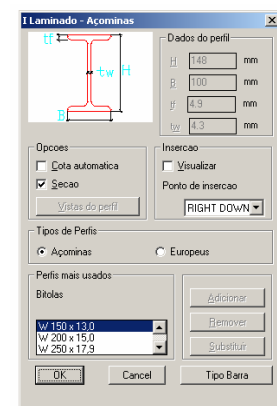 I Laminado - Açominas
tf
tw
H
B
Dados do perfil
H 148 mm
B 100 mm
tf 4.9 mm
tw 4.3 mm
Opcoes
Cota automatica
Secao
Vistas do perfil
Insercao
Visualizar
Ponto de insercao
RIGHT DOWN
Tipos de Perfis
Açominas
Europeus
Perfis mais usados
Bitolas
W 150 x 13,0
W 200 x 15,0
W 250 x 17,9
Adicionar
Remover
Substituir
OK
Cancel
Tipo Barra